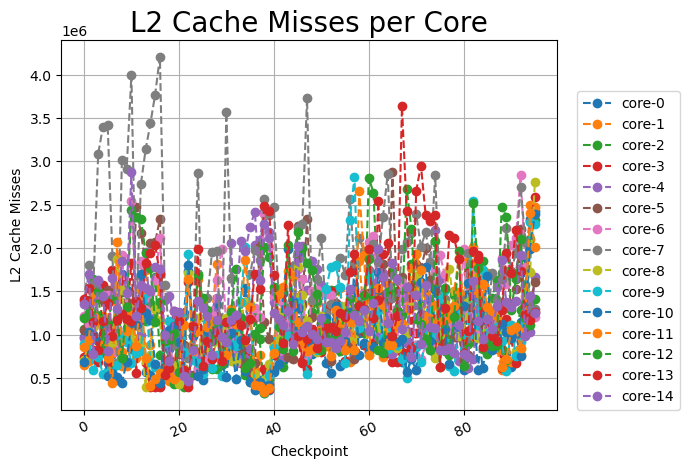 L2 Cache Misses per Core
1e6
4.0
3.5
3.0
2.5
2.0
1.5
1.0
0.5
L2 Cache Misses
0
20
40
60
80
Checkpoint
core-0
core-1
core-2
core-3
core-4
core-5
core-6
core-7
core-8
core-9
core-10
core-11
core-12
core-13
core-14